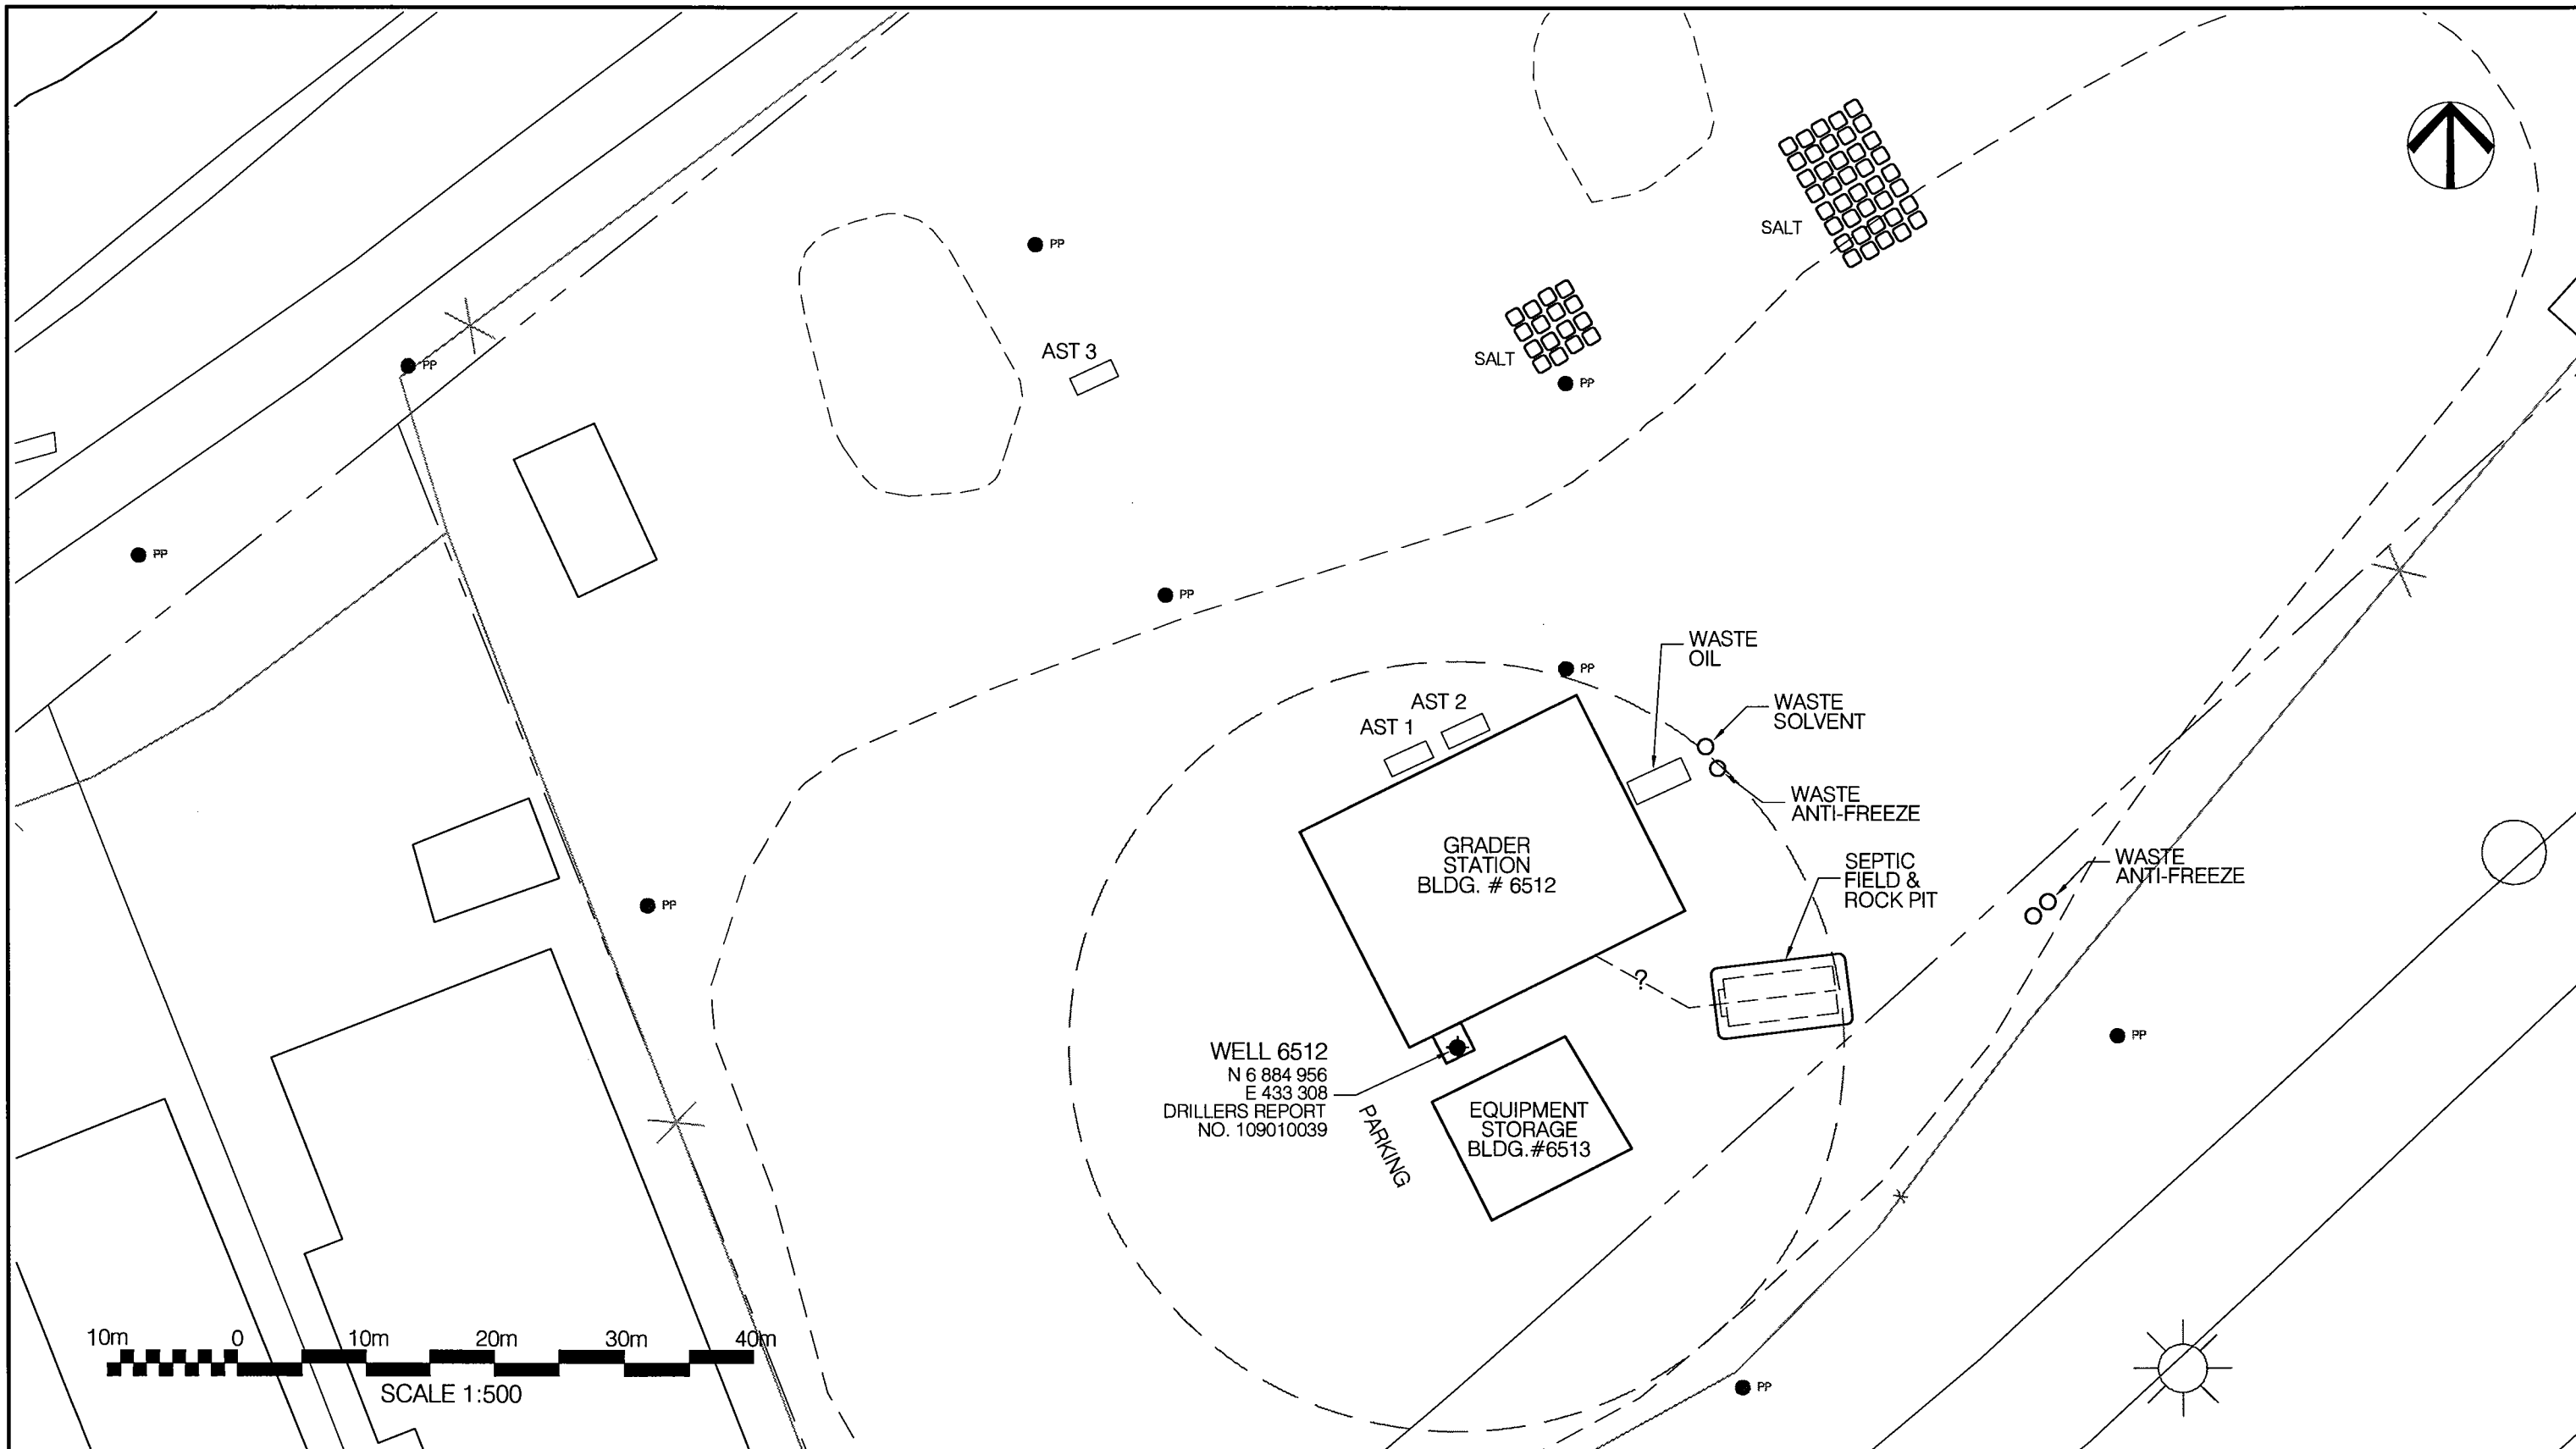 PP
SALT
AST 3
PP
SALT
PP
PP
PP
WASTE
OIL
PP
AST 2
WASTE
SOLVENT
AST 1
WASTE
ANTI-FREEZE
GRADER
STATION
BLDG. # 6512
SEPTIC
FIELD &
ROCK PIT
WASTE
ANTI-FREEZE
PP
PP
?
PP
WELL 6512
N 6 884 956
E 433 308
DRILLERS REPORT
NO. 109010039
PARKING
EQUIPMENT
STORAGE
BLDG.#6513
10m 0 10m 20m 30m 40m
SCALE 1:500
PP